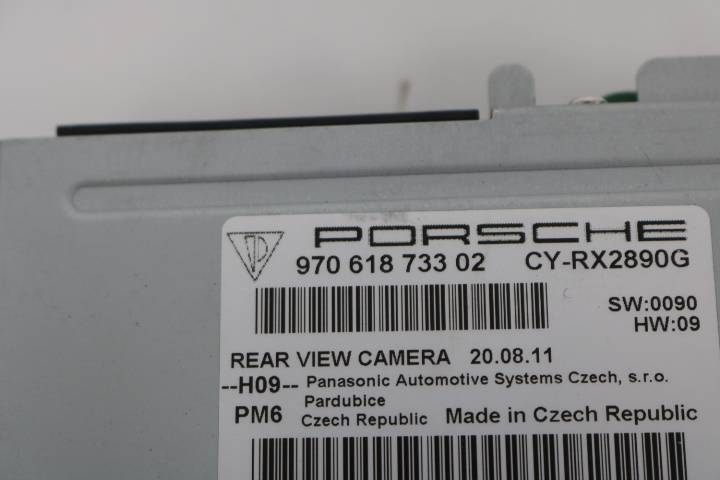 PORSCHE
970 618 733 02 CY-RX2890G
SW:0090
HW:09
REAR VIEW CAMERA 20.08.11
--H09-- Panasonic Automotive Systems Czech, s.r.o.
Pardubice
PM6 Czech Republic Made in Czech Republic